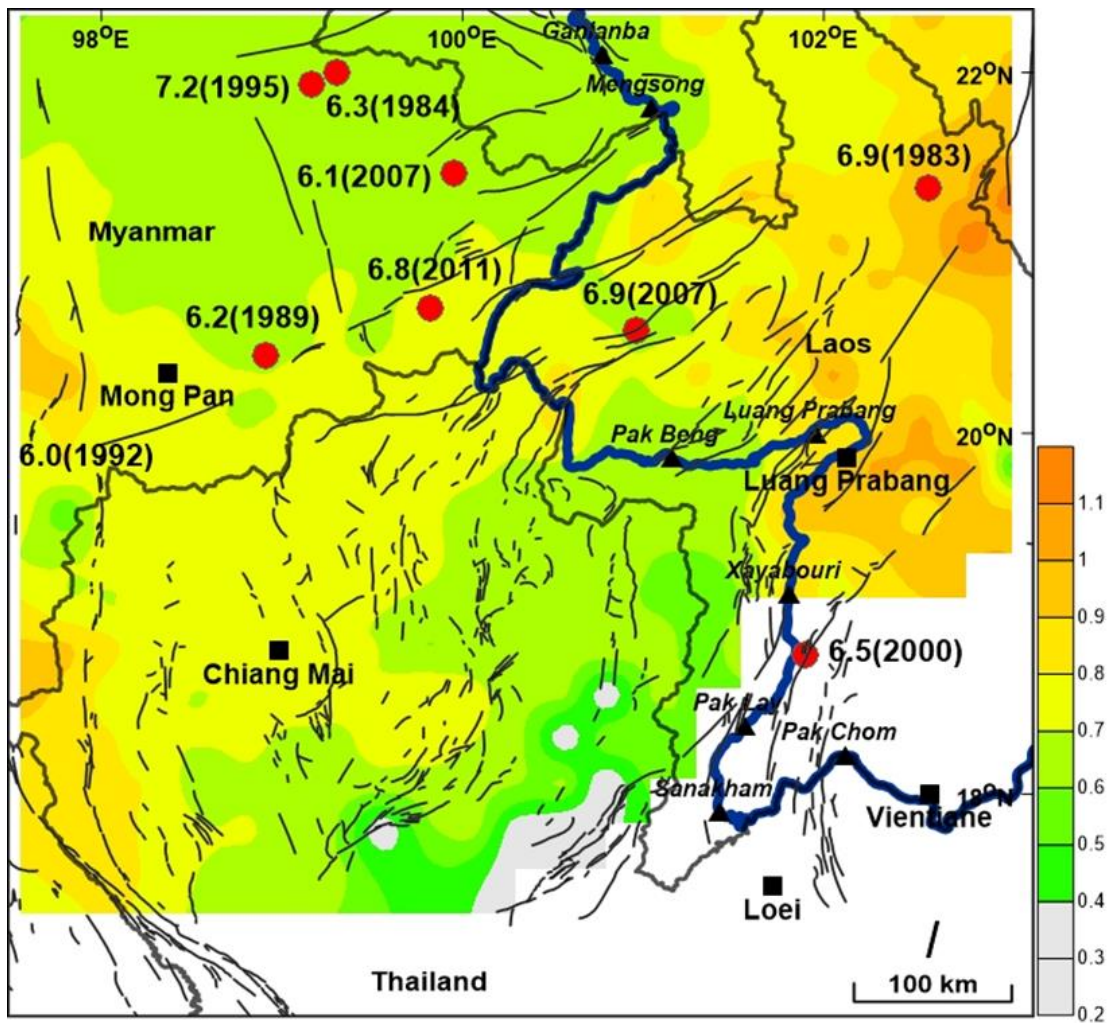 98°E
100°E
102°E
Ganlanba
22°N
7.2(1995)
6.3(1984)
Mengsong
6.1(2007)
6.9(1983)
Myanmar
6.8(2011)
6.9(2007)
6.2(1989)
Laos
Mong Pan
Luang Prabang
Pak Beng
20°N
6.0(1992)
Luang Prabang
1.1
1
Xayabouri
0.9
6.5(2000)
Chiang Mai
0.8
Pak Lay
0.7
Pak Chom
Sanakham
18°N
0.6
Vientiane
0.5
Loei
0.4
Thailand
100 km
0.3
0.2